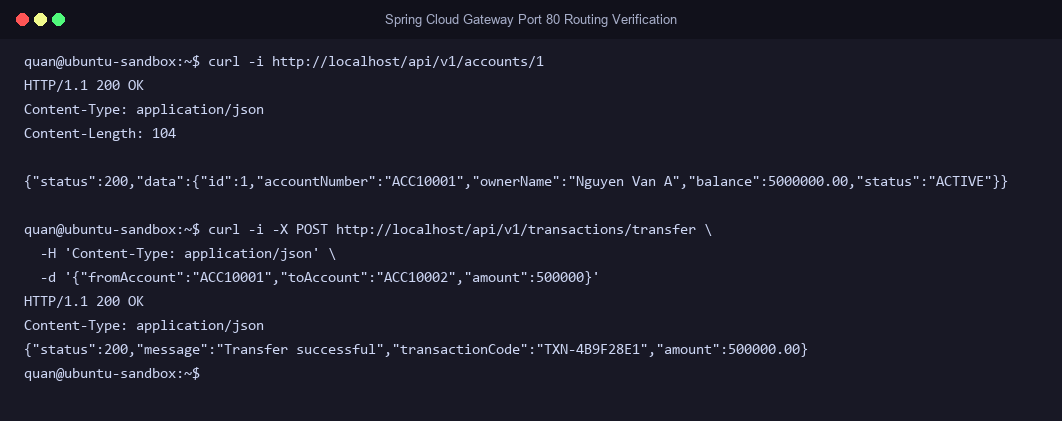 Spring Cloud Gateway Port 80 Routing Verification
quan@ubuntu-sandbox:~$ curl -i http://localhost/api/v1/accounts/1
HTTP/1.1 200 OK
Content-Type: application/json
Content-Length: 104
{"status":200,"data":{"id":1,"accountNumber":"ACC10001","ownerName":"Nguyen Van A","balance":5000000.00,"status":"ACTIVE"}}
quan@ubuntu-sandbox:~$ curl -i -X POST http://localhost/api/v1/transactions/transfer \
-H 'Content-Type: application/json' \
-d '{"fromAccount":"ACC10001","toAccount":"ACC10002","amount":500000}'
HTTP/1.1 200 OK
Content-Type: application/json
{"status":200,"message":"Transfer successful","transactionCode":"TXN-4B9F28E1","amount":500000.00}
quan@ubuntu-sandbox:~$